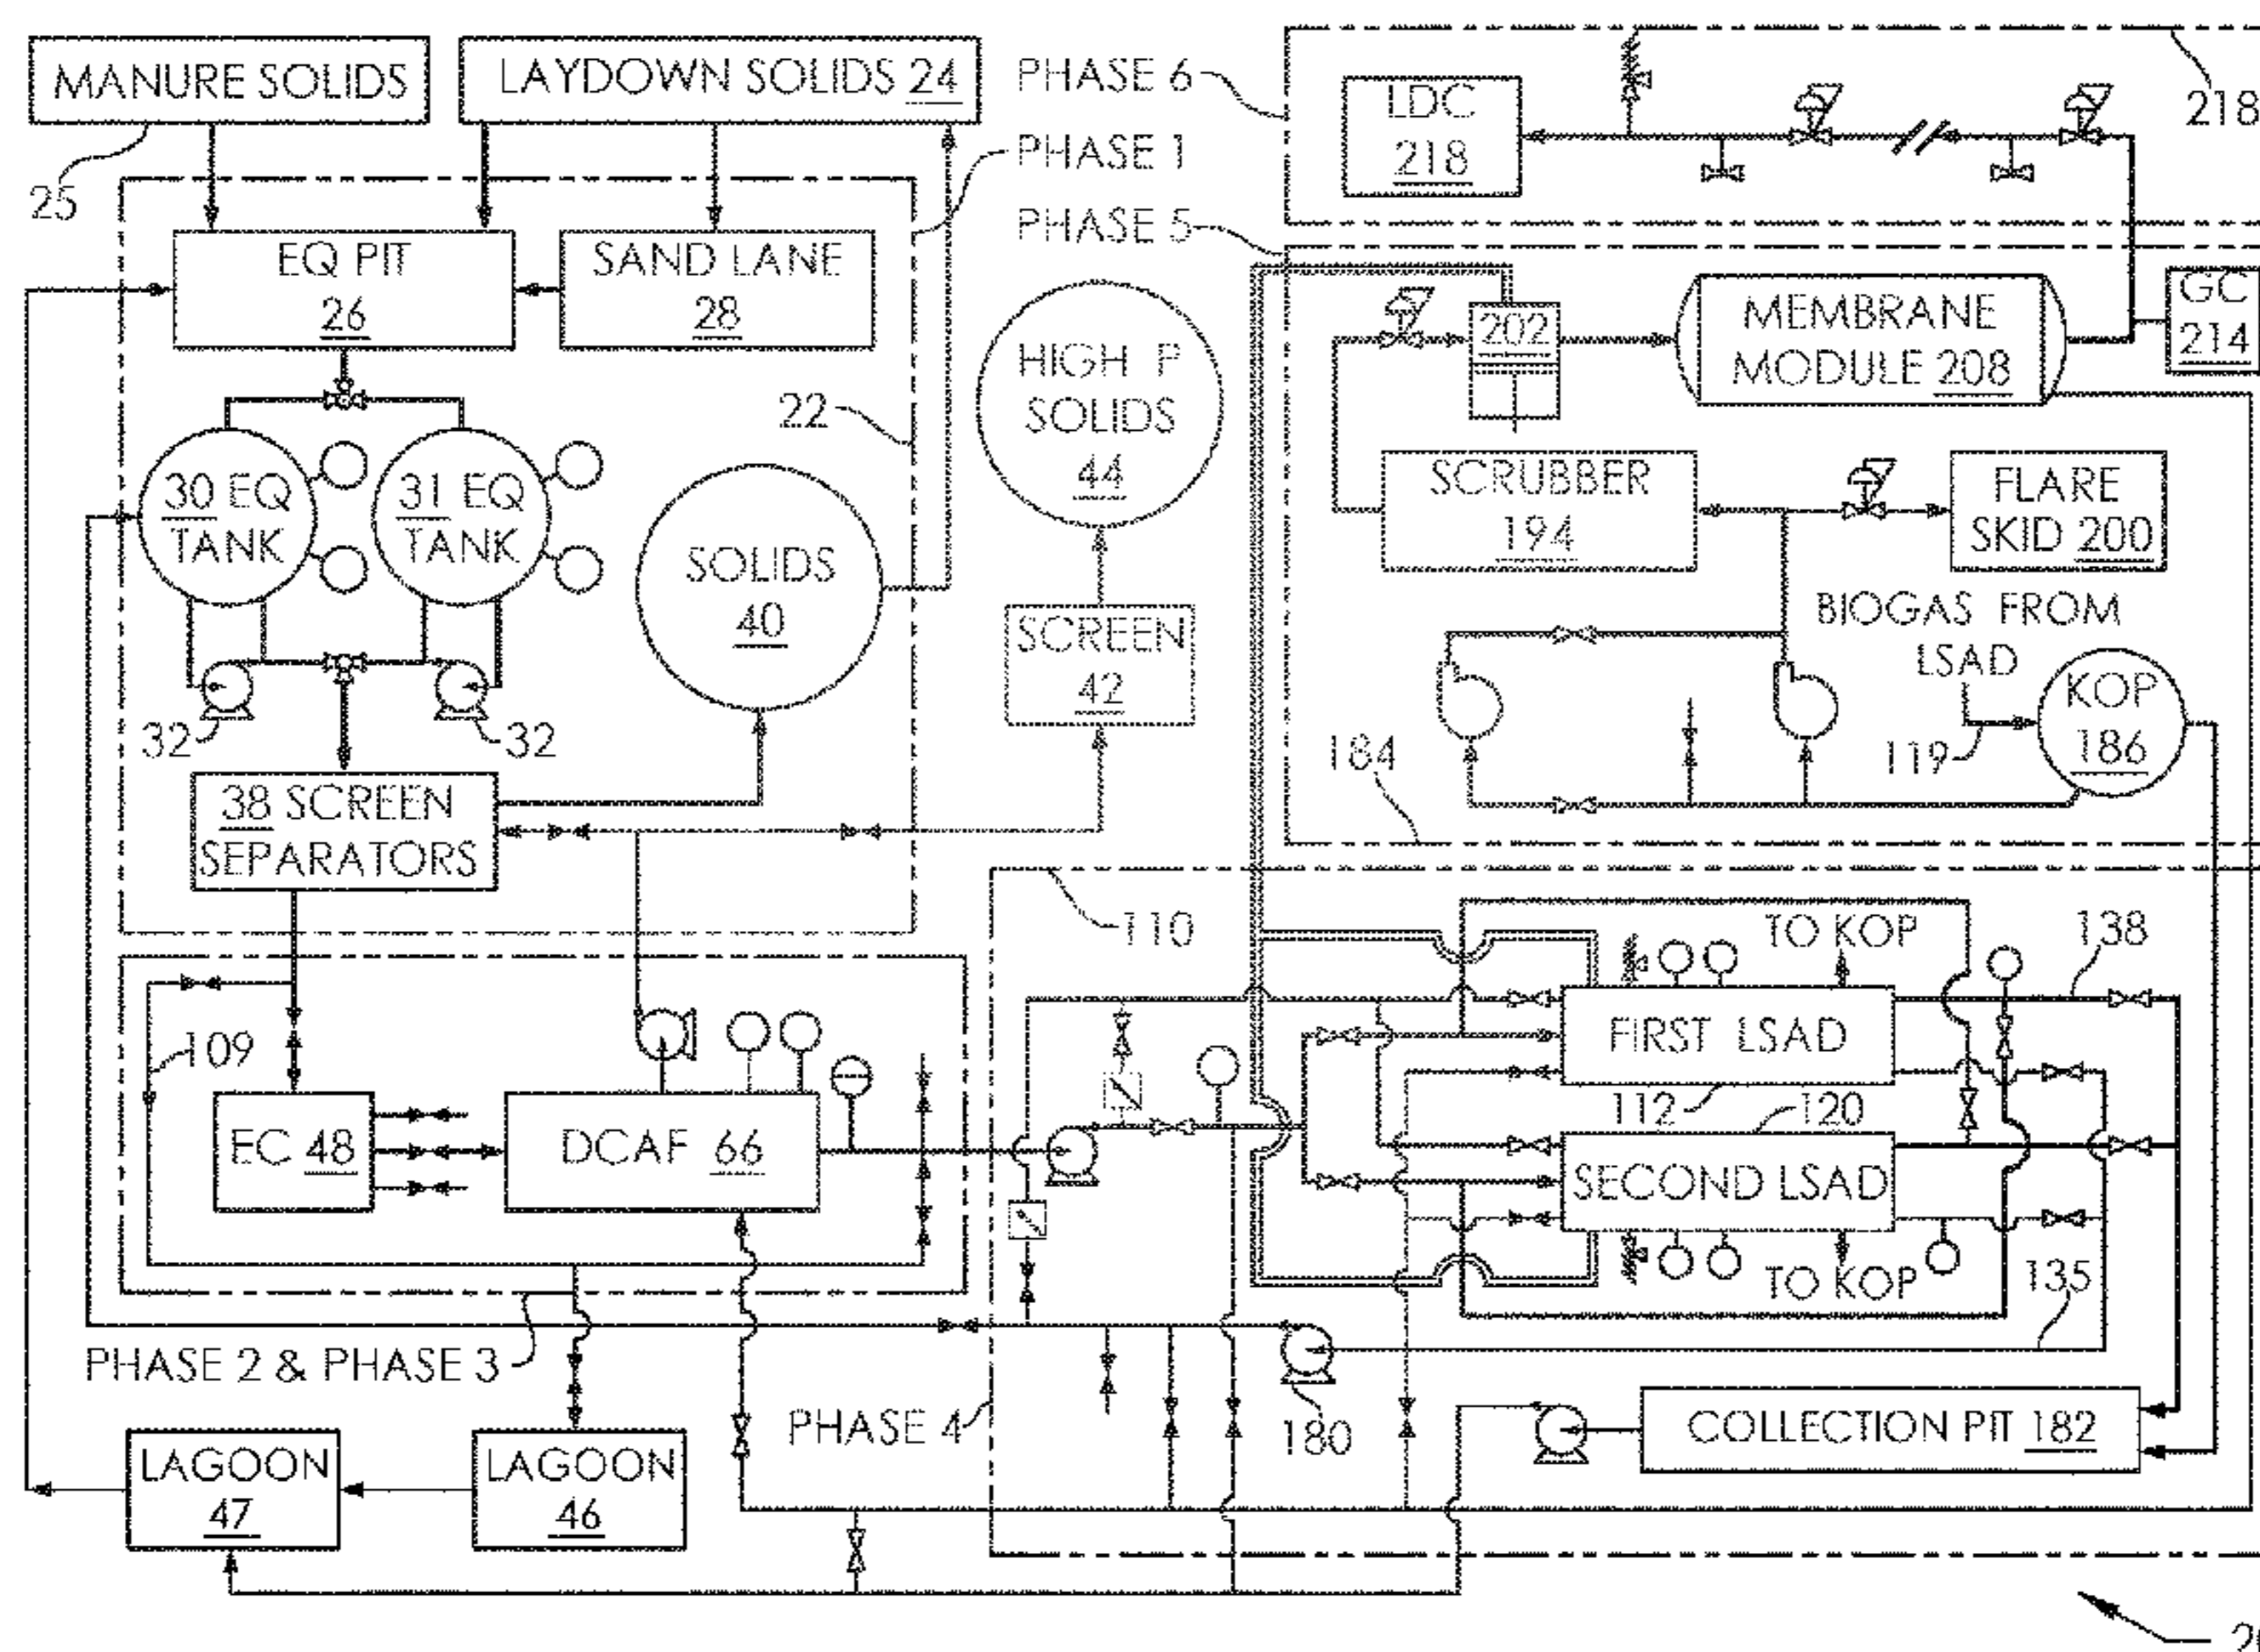 MANURE SOLIDS
LAYDOWN SOLIDS 24
25
PHASE 6
PHASE 1
PHASE 5
LDC
218
218
EQ PIT
26
SAND LANE
28
22
30 EQ
TANK
31 EQ
TANK
32
32
SOLIDS
40
HIGH P
SOLIDS
44
SCREEN
42
38 SCREEN
SEPARATORS
202
MEMBRANE
MODULE 208
GC
214
SCRUBBER
194
FLARE
SKID 200
BIOGAS FROM
LSAD
KOP
186
119
184
110
109
EC 48
DCAF 66
TO KOP
138
FIRST LSAD
112
120
SECOND LSAD
TO KOP
135
PHASE 2 & PHASE 3
PHASE 4
180
COLLECTION PIT 182
LAGOON
47
LAGOON
46